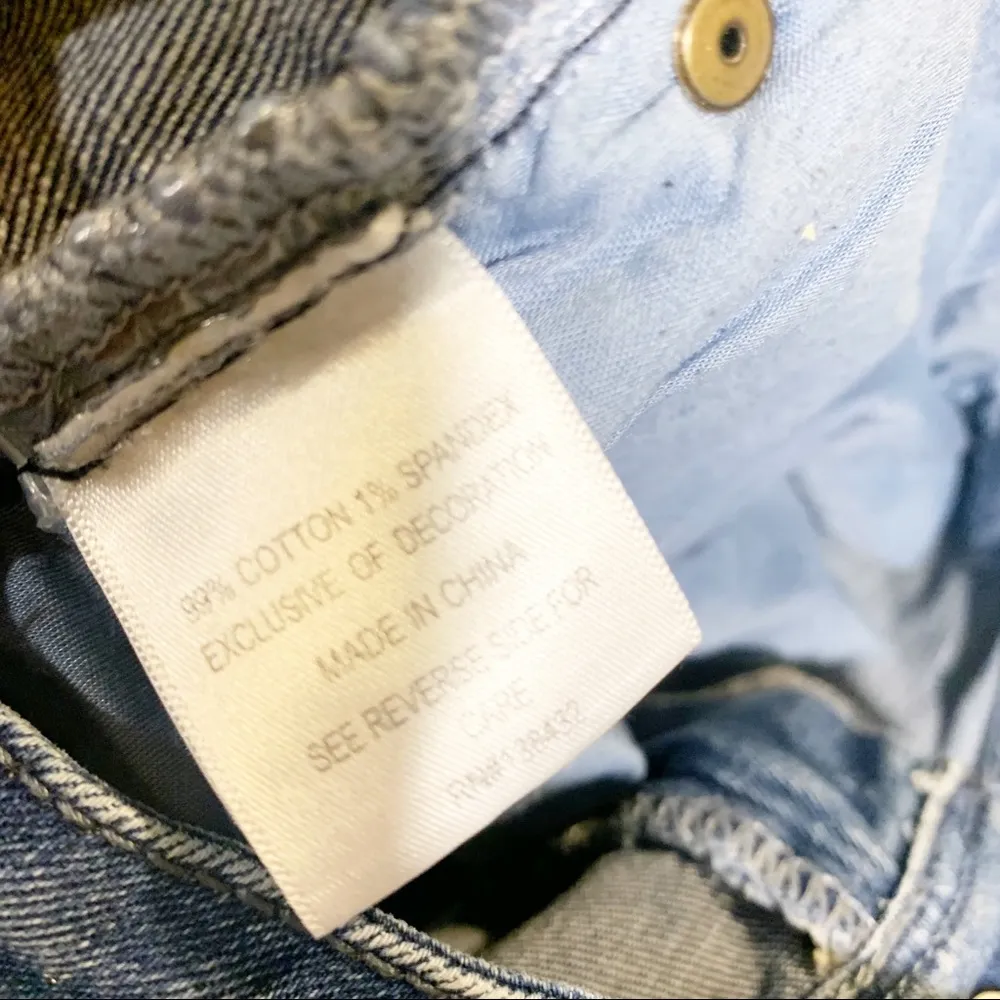 99% COTTON 1% SPANDEX
EXCLUSIVE OF DECORATION
MADE IN CHINA
SEE REVERSE SIDE FOR
CARE
RN#138432